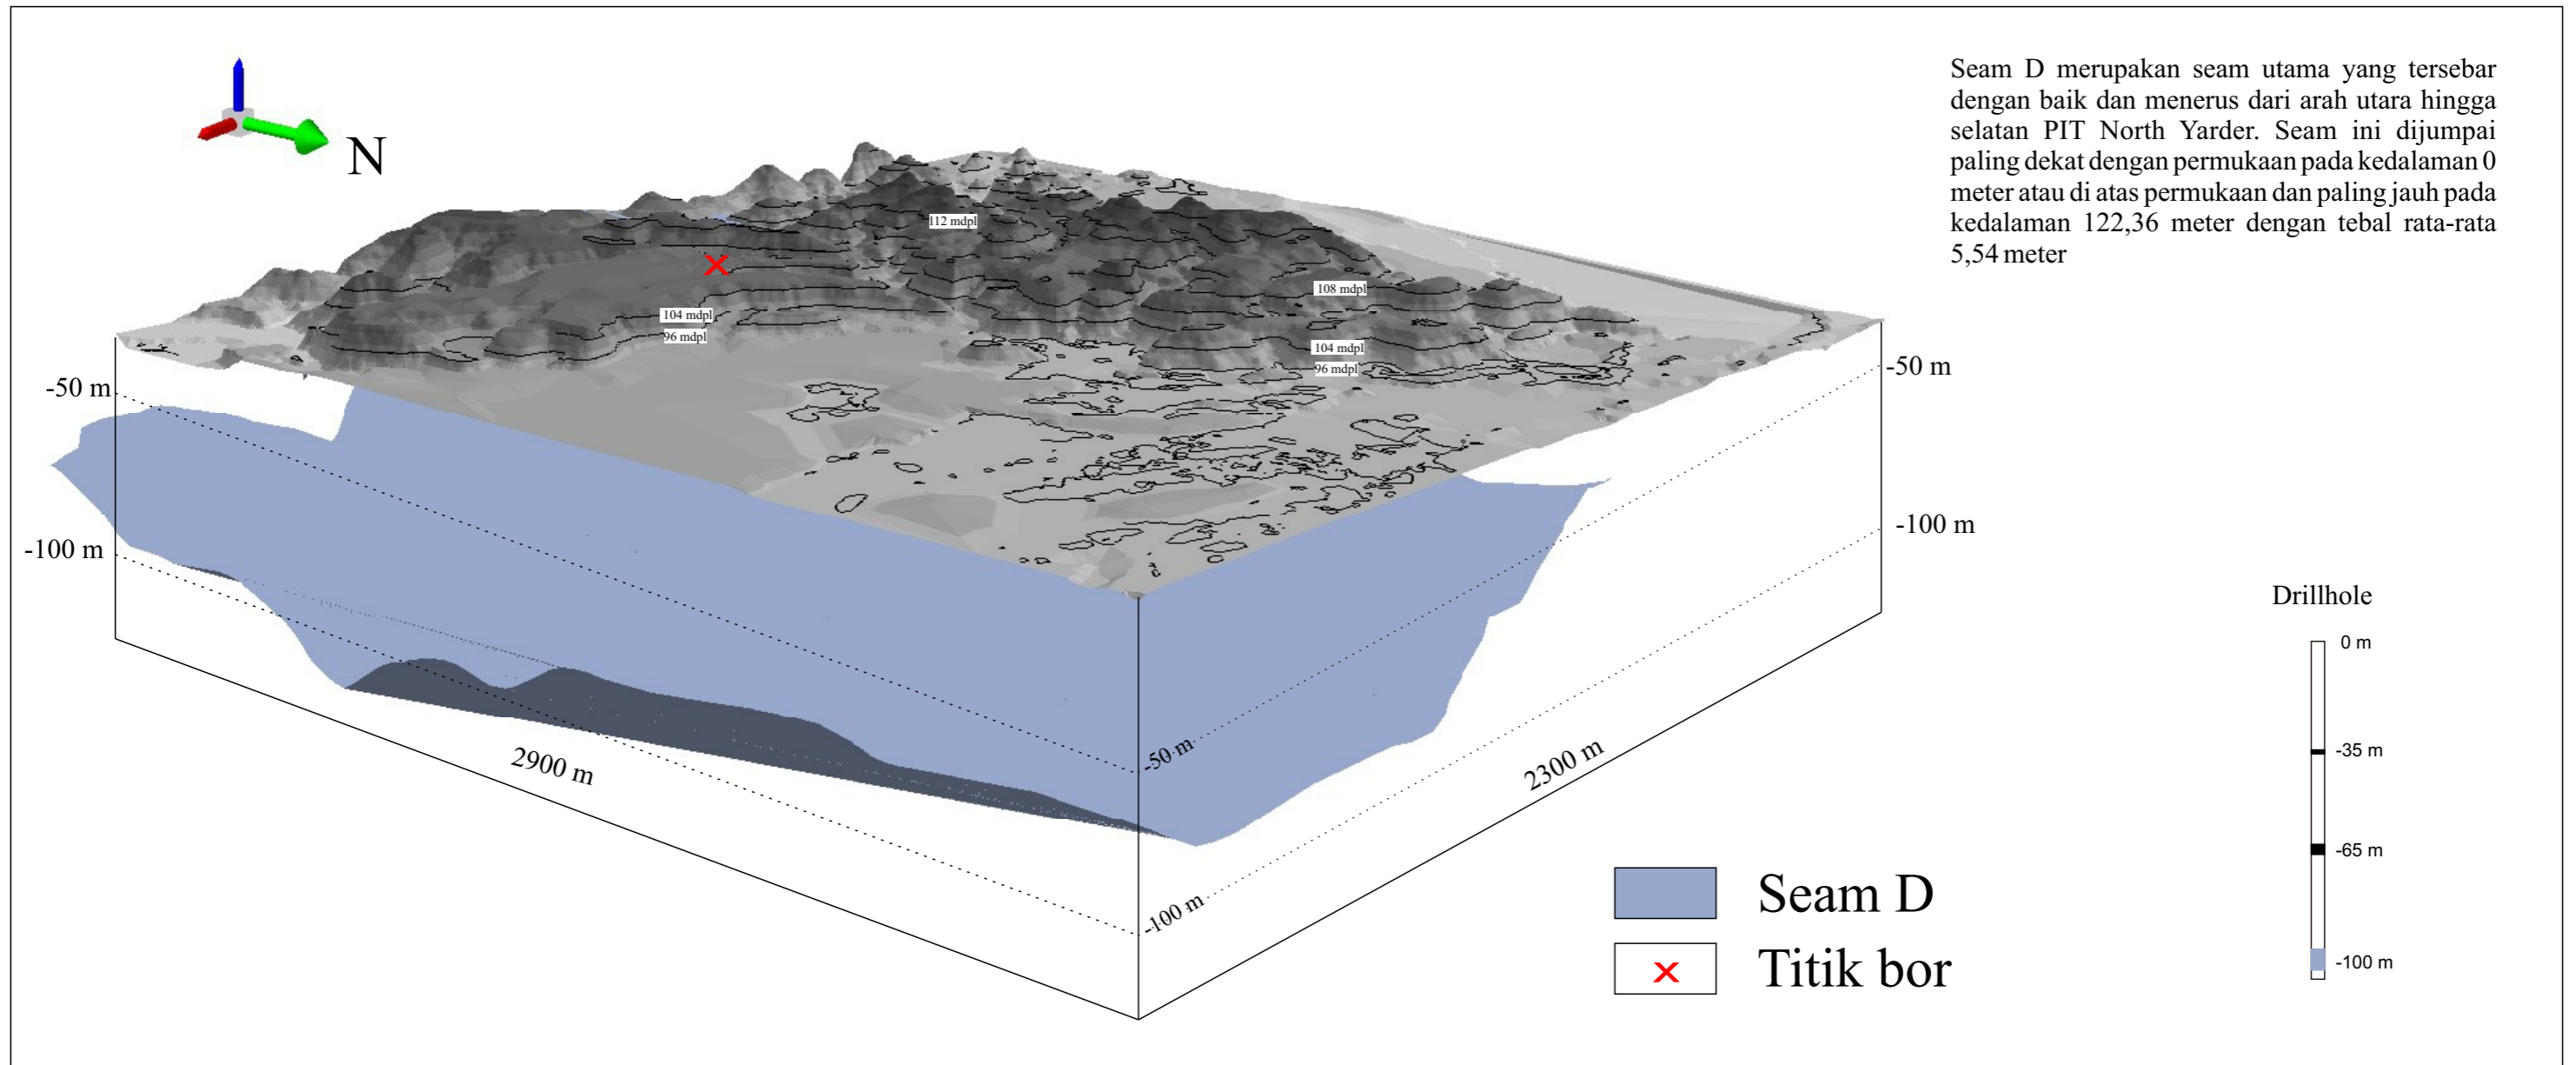 N
Seam D merupakan seam utama yang tersebar
dengan baik dan menerus dari arah utara hingga
selatan PIT North Yarder. Seam ini dijumpai
paling dekat dengan permukaan pada kedalaman 0
meter atau di atas permukaan dan paling jauh pada
kedalaman 122,36 meter dengan tebal rata-rata
5,54 meter
112 mdpl
108 mdpl
104 mdpl
96 mdpl
104 mdpl
96 mdpl
-50 m
-50 m
-100 m
-100 m
-50 m
-100 m
2900 m
2300 m
Drillhole
0 m
-35 m
-65 m
-100 m
Seam D
Titik bor